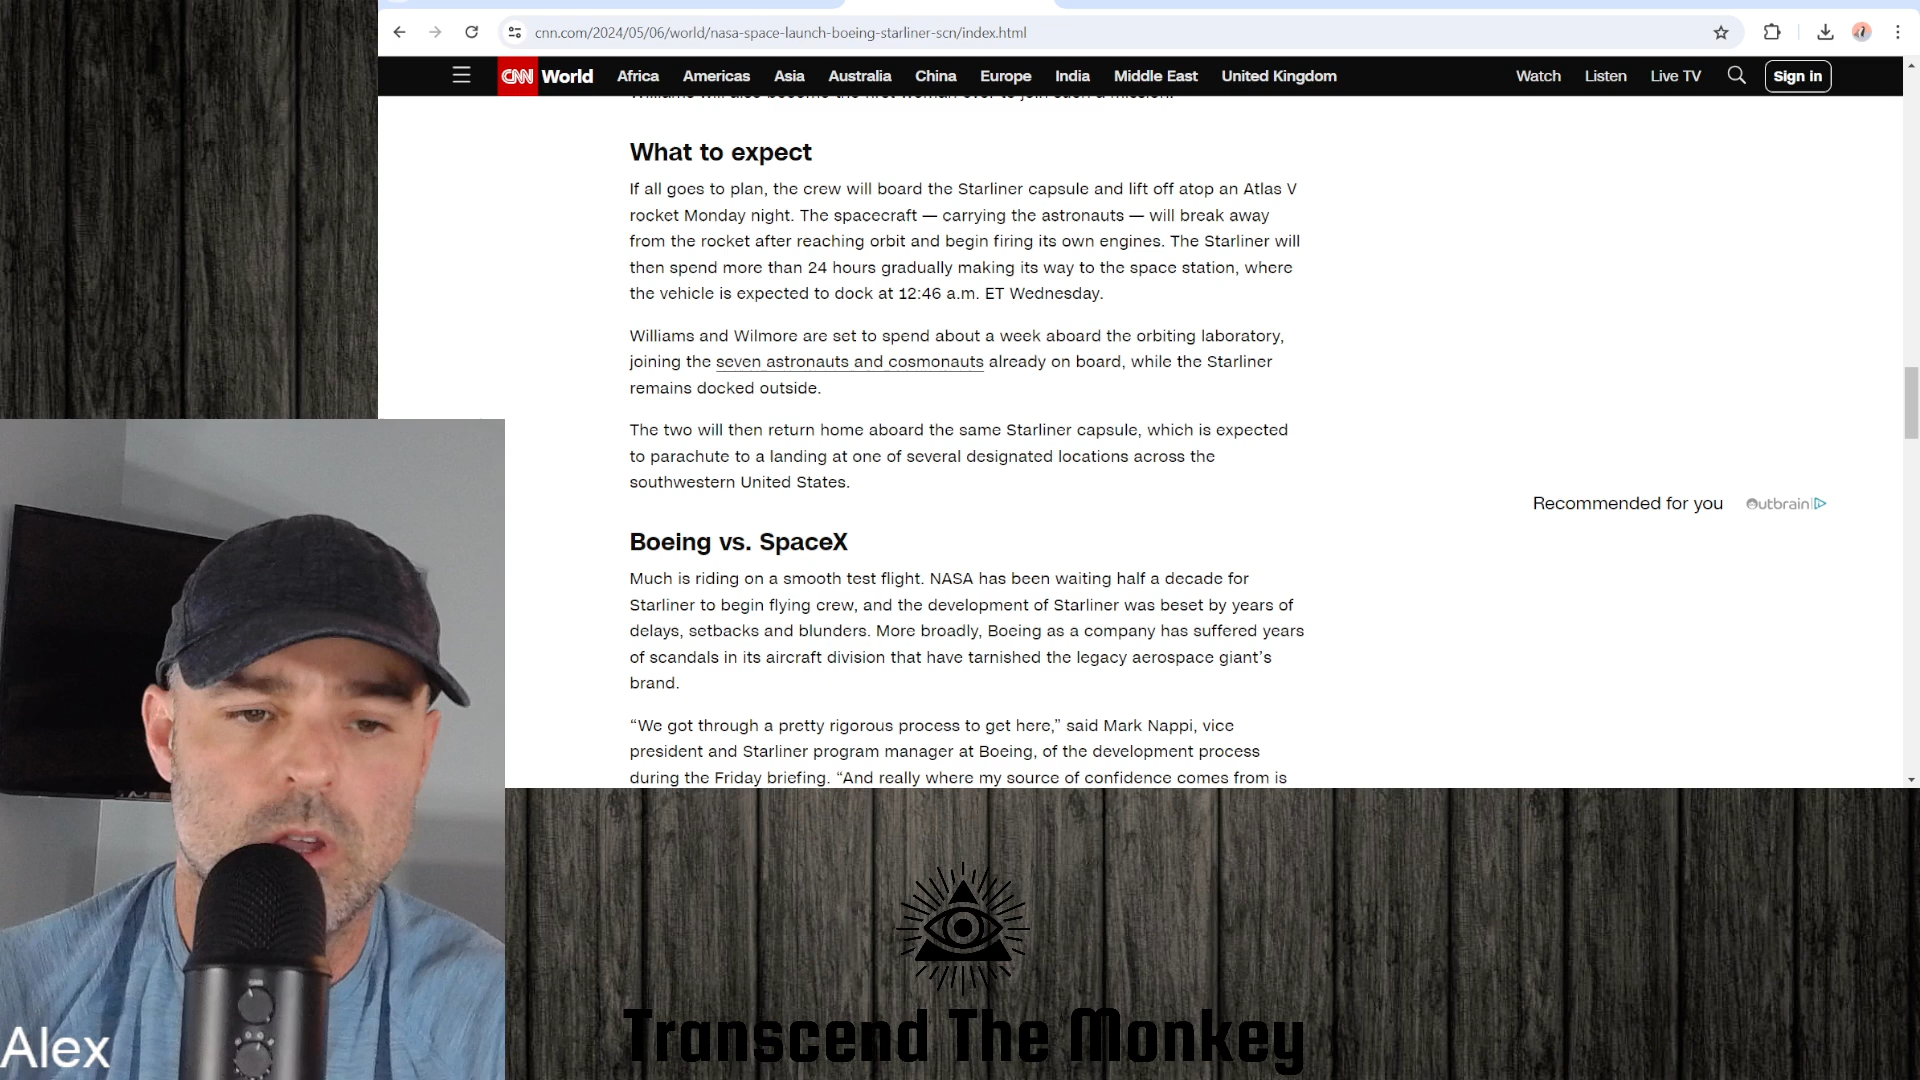 cnn.com/2024/05/06/world/nasa-space-launch-boeing-starliner-scn/index.html
CNN World Africa Americas Asia Australia China Europe India Middle East United Kingdom Watch Listen Live TV Sign in
Williams will also become the first woman ever to join such a mission.
What to expect
If all goes to plan, the crew will board the Starliner capsule and lift off atop an Atlas V
rocket Monday night. The spacecraft — carrying the astronauts — will break away
from the rocket after reaching orbit and begin firing its own engines. The Starliner will
then spend more than 24 hours gradually making its way to the space station, where
the vehicle is expected to dock at 12:46 a.m. ET Wednesday.
Williams and Wilmore are set to spend about a week aboard the orbiting laboratory,
joining the seven astronauts and cosmonauts already on board, while the Starliner
remains docked outside.
The two will then return home aboard the same Starliner capsule, which is expected
to parachute to a landing at one of several designated locations across the
southwestern United States.
Recommended for you Outbrain
Boeing vs. SpaceX
Much is riding on a smooth test flight. NASA has been waiting half a decade for
Starliner to begin flying crew, and the development of Starliner was beset by years of
delays, setbacks and blunders. More broadly, Boeing as a company has suffered years
of scandals in its aircraft division that have tarnished the legacy aerospace giant’s
brand.
“We got through a pretty rigorous process to get here,” said Mark Nappi, vice
president and Starliner program manager at Boeing, of the development process
during the Friday briefing. “And really where my source of confidence comes from is
Alex
Transcend The Monkey